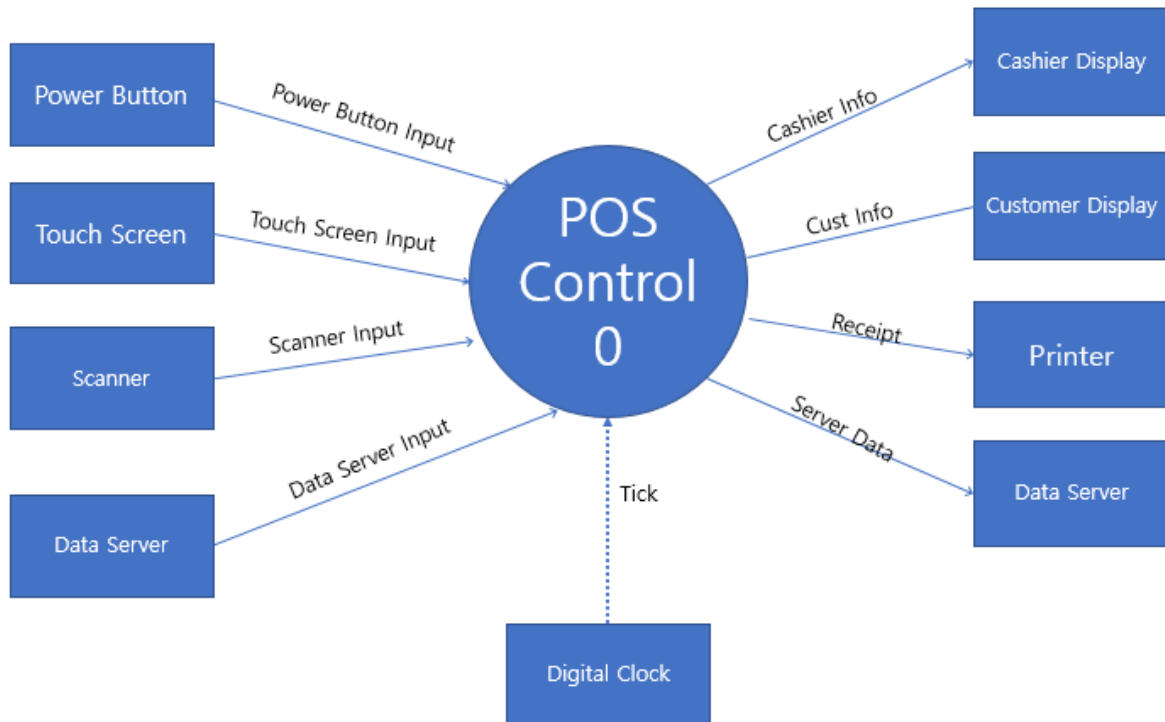 Power Button
Touch Screen
Scanner
Data Server
Power Button Input
Touch Screen Input
Scanner Input
Data Server Input
POS
Control
0
Tick
Digital Clock
Cashier Info
Cust Info
Receipt
Server Data
Cashier Display
Customer Display
Printer
Data Server